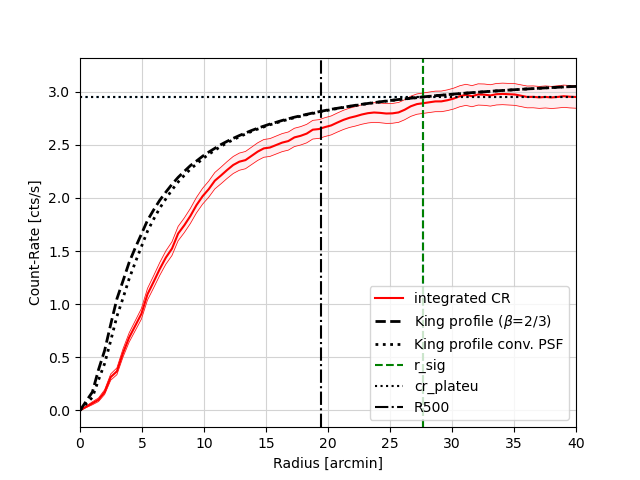 3.0
2.5
2.0
1.5
1.0
0.5
0.0
Count-Rate [cts/s]
integrated CR
King profile (β=2/3)
King profile conv. PSF
r_sig
cr_plateu
R500
0 5 10 15 20 25 30 35 40
Radius [arcmin]